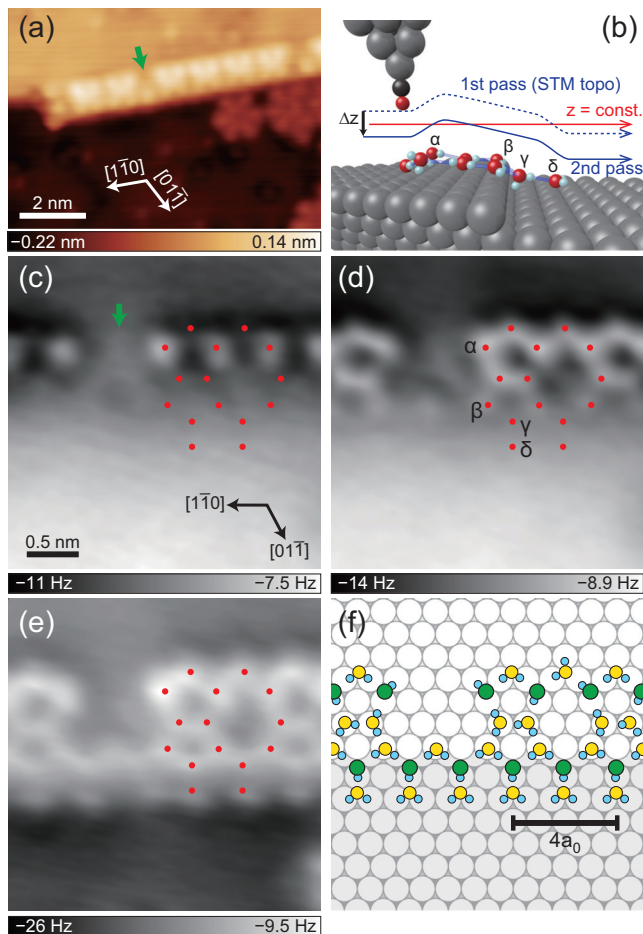 (a)
[11̅0]
[011̅]
2 nm
−0.22 nm
0.14 nm
(b)
1st pass (STM topo)
z = const.
Δz
α
β
γ
δ
2nd pass
(c)
[11̅0]
[011̅]
0.5 nm
−11 Hz
−7.5 Hz
(d)
α
β
γ
δ
−14 Hz
−8.9 Hz
(e)
−26 Hz
−9.5 Hz
(f)
4a₀